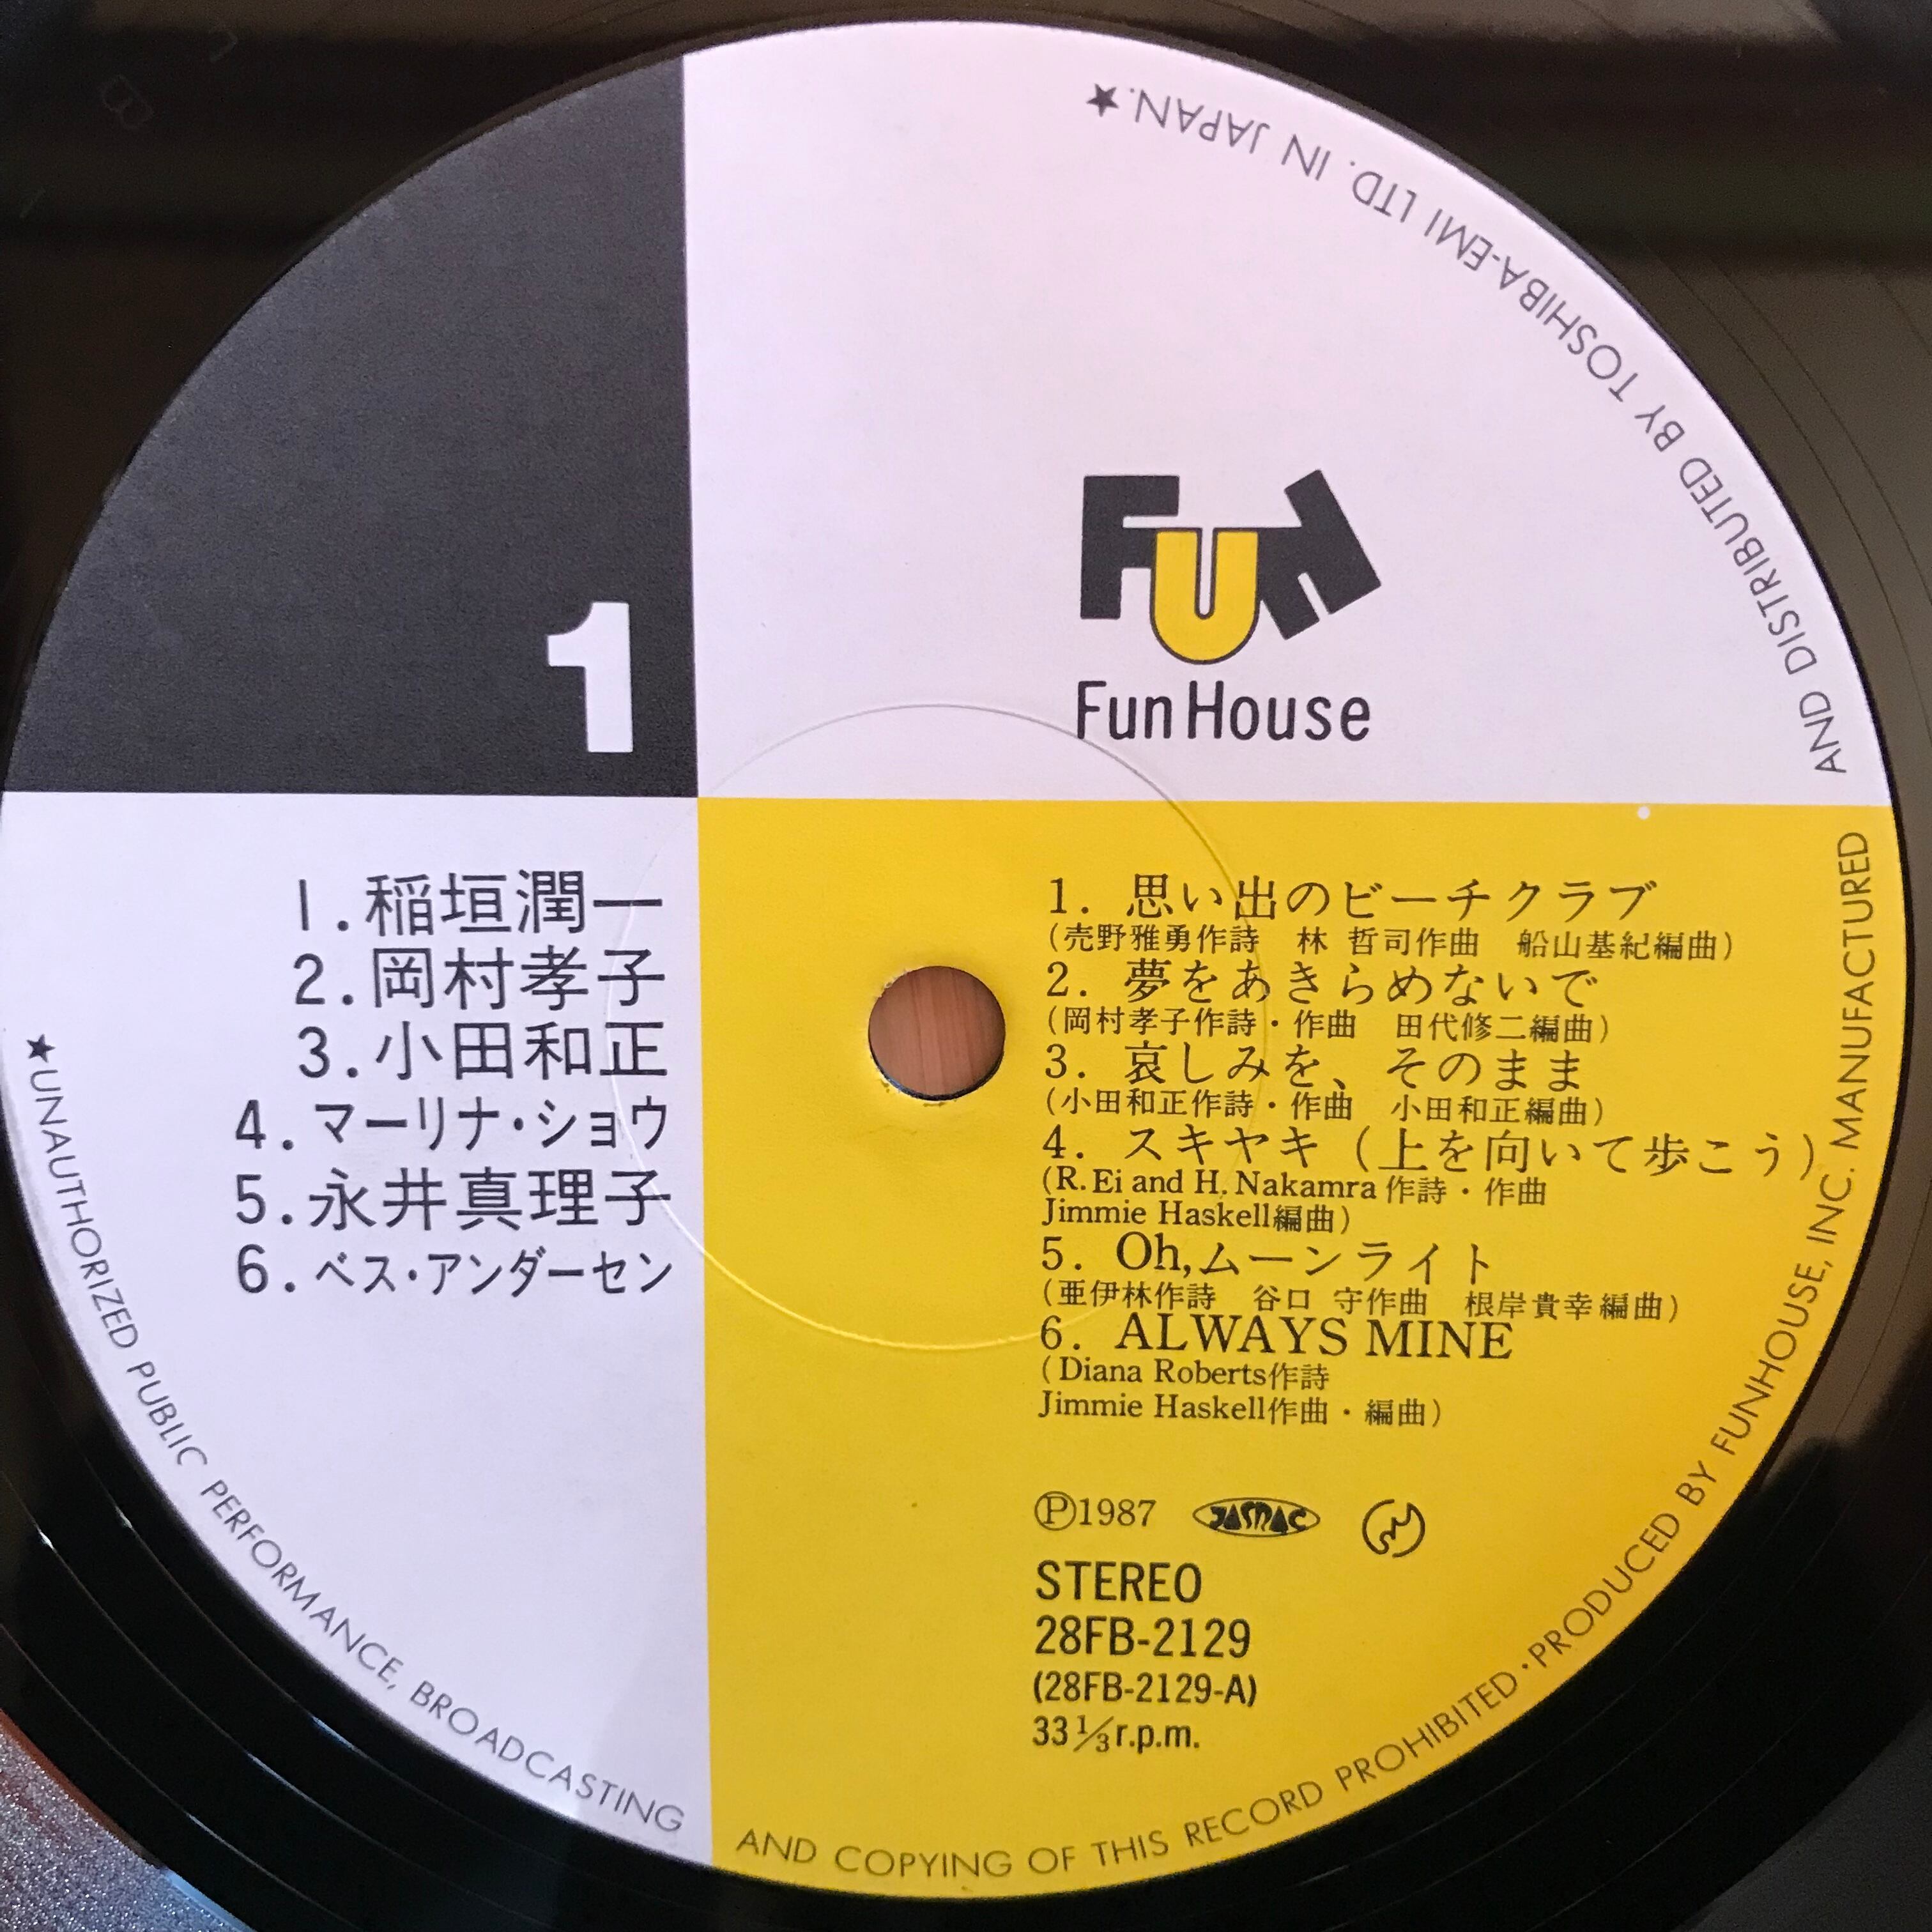 FUN
Fun House
1
1.稲垣潤一
2.岡村孝子
3.小田和正
4.マーリナ・ショウ
5.永井真理子
6.ベス・アンダーセン
1. 思い出のビーチクラブ
(売野雅勇作詩 林 哲司作曲 船山基紀編曲)
2. 夢をあきらめないで
(岡村孝子作詩・作曲 田代修二編曲)
3. 哀しみを、そのまま
(小田和正作詩・作曲 小田和正編曲)
4. スキヤキ (上を向いて歩こう)
(R.Ei and H.Nakamra作詩・作曲
Jimmie Haskell編曲)
5. Oh,ムーンライト
(亜伊林作詩 谷口 守作曲 根岸貴幸編曲)
6. ALWAYS MINE
(Diana Roberts作詩
Jimmie Haskell作曲・編曲)
Ⓟ1987 JASRAC
STEREO
28FB-2129
(28FB-2129-A)
33⅓r.p.m.
★UNAUTHORIZED PUBLIC PERFORMANCE, BROADCASTING AND COPYING OF THIS RECORD PROHIBITED・PRODUCED BY FUNHOUSE, INC. MANUFACTURED AND DISTRIBUTED BY TOSHIBA-EMI LTD. IN JAPAN.★